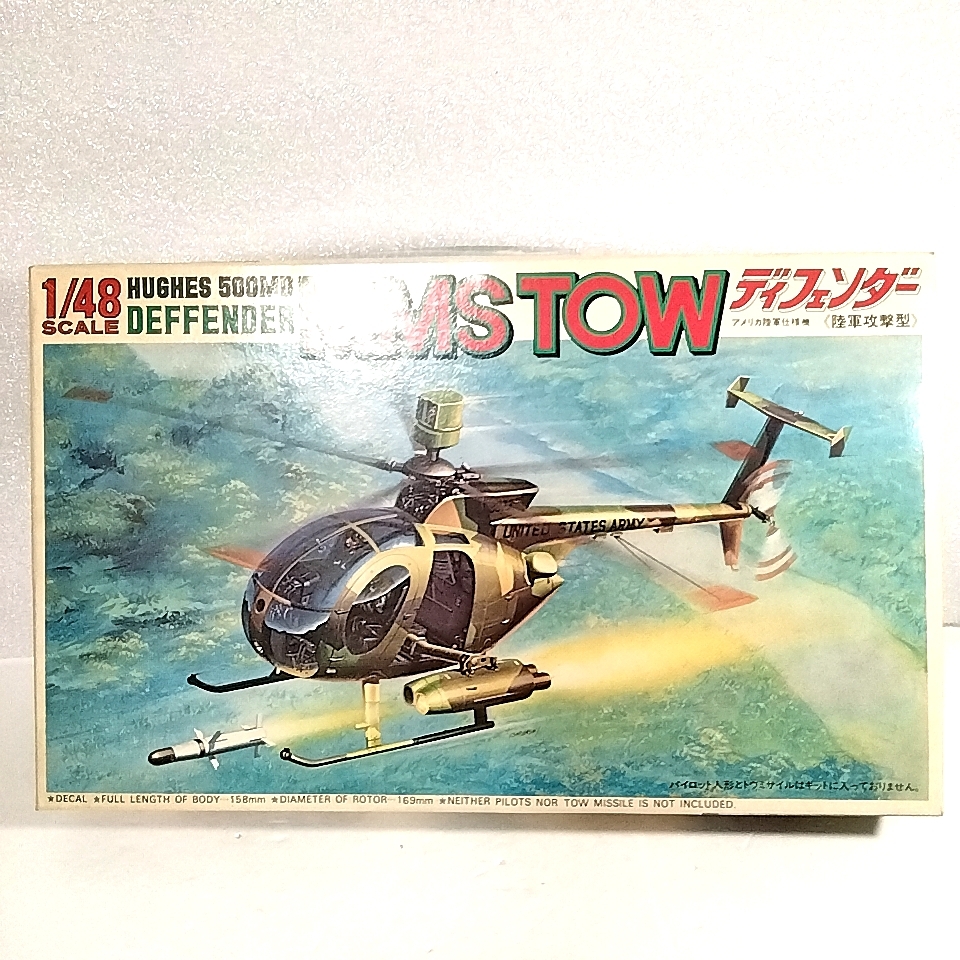 1/48
SCALE
HUGHES 500MD
DEFFENDER
MMS TOW
ディフェンダー
アメリカ陸軍仕様機 《陸軍攻撃型》
UNITED STATES ARMY
パイロット人形とトウミサイルはキットに入っておりません。
★DECAL ★FULL LENGTH OF BODY…158mm ★DIAMETER OF ROTOR…169mm ★NEITHER PILOTS NOR TOW MISSILE IS NOT INCLUDED.